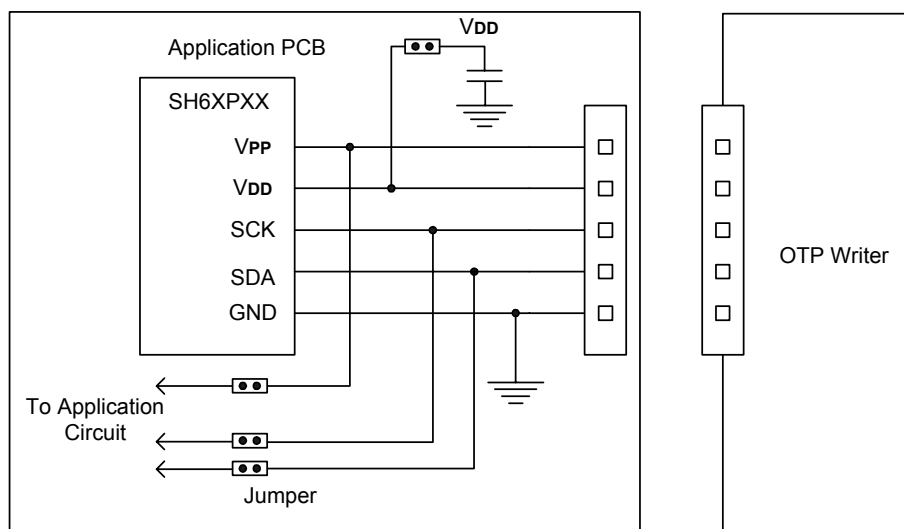 VDD
Application PCB
SH6XPXX
VPP
VDD
SCK
SDA
GND
OTP Writer
To Application
Circuit
Jumper